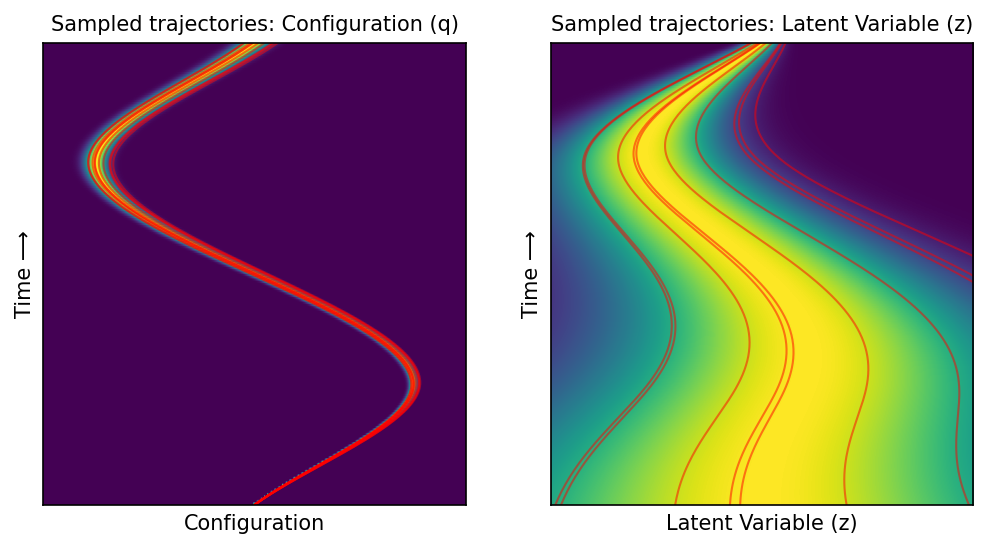 Sampled trajectories: Configuration (q)
Time ⟶
Configuration
Sampled trajectories: Latent Variable (z)
Time ⟶
Latent Variable (z)